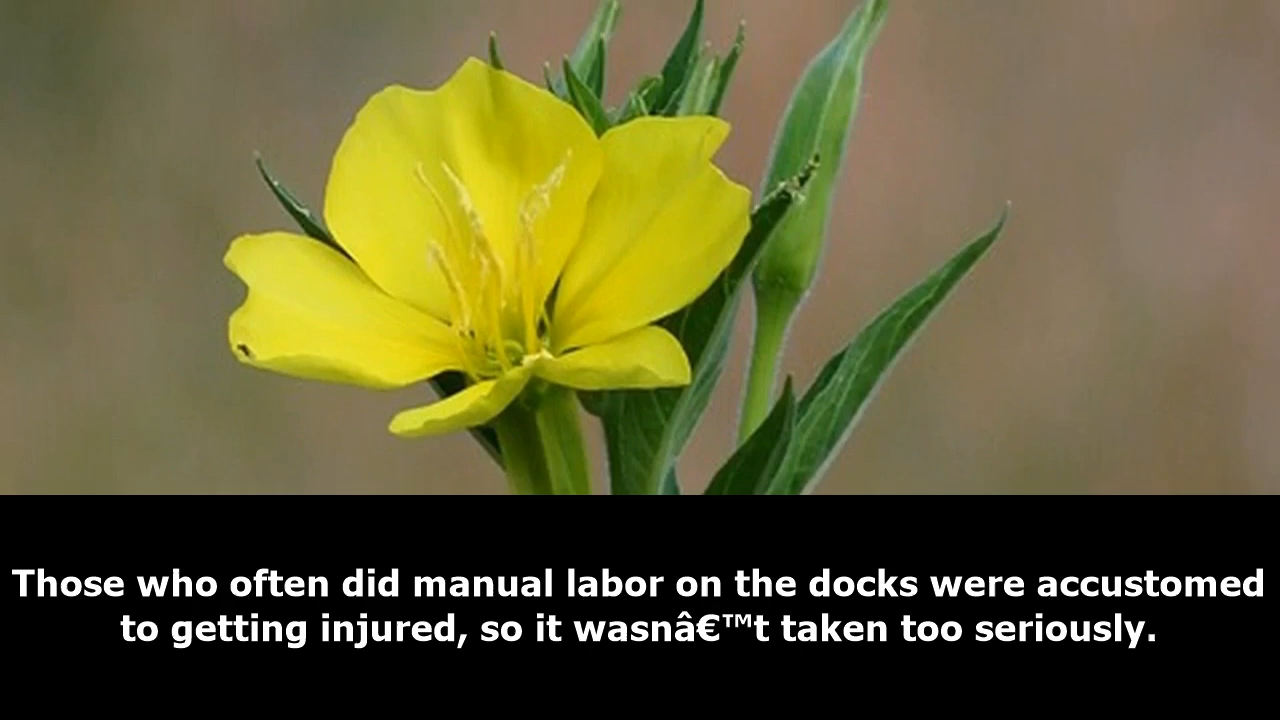 Those who often did manual labor on the docks were accustomed
to getting injured, so it wasnâ€™t taken too seriously.